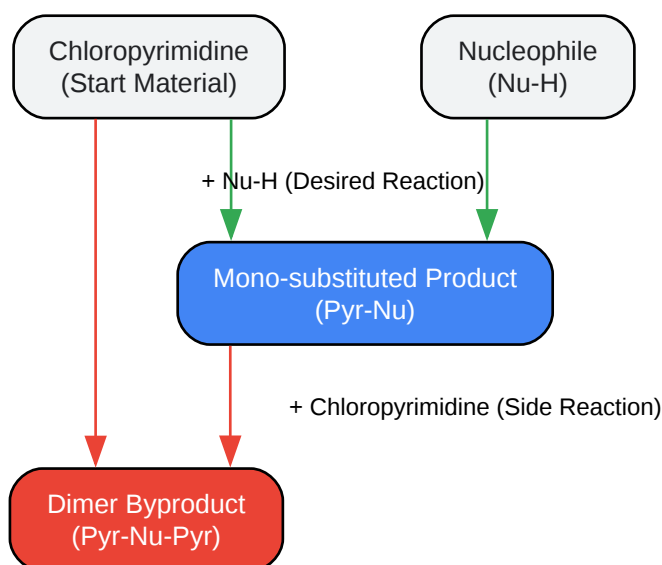 Chloropyrimidine
(Start Material)
Nucleophile
(Nu-H)
+ Nu-H (Desired Reaction)
Mono-substituted Product
(Pyr-Nu)
+ Chloropyrimidine (Side Reaction)
Dimer Byproduct
(Pyr-Nu-Pyr)